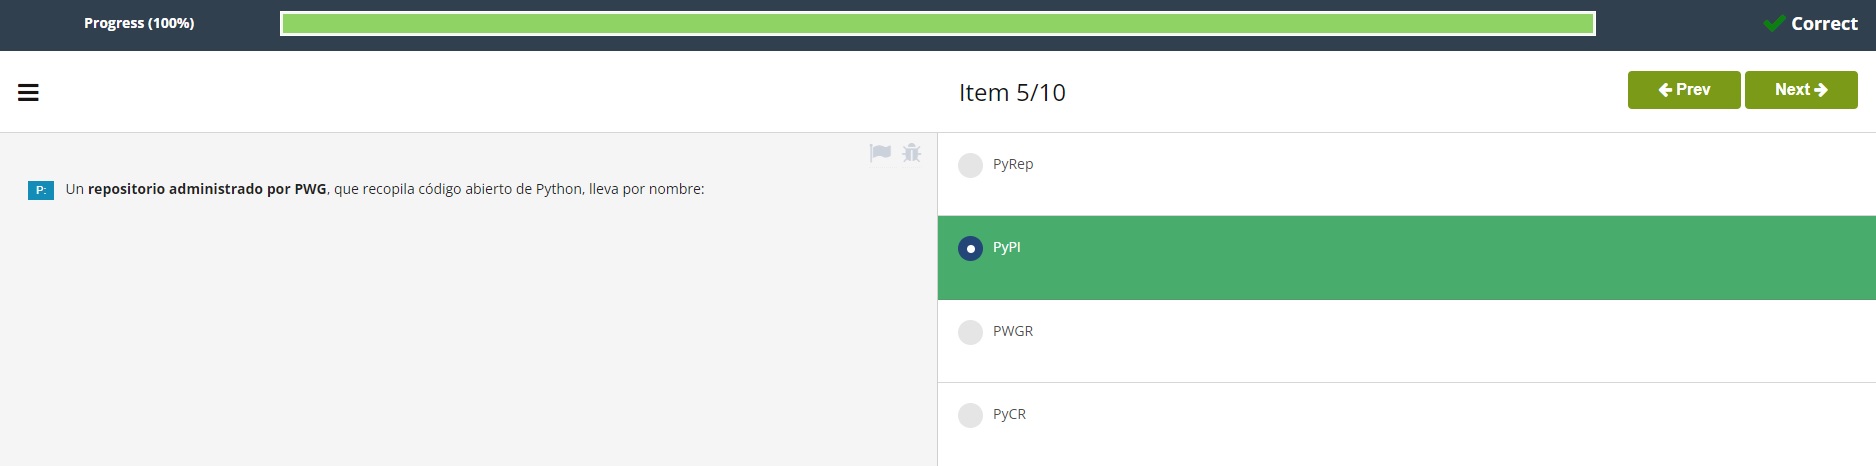 Progress (100%)
Correct
Item 5/10
Prev
Next
P: Un repositorio administrado por PWG, que recopila código abierto de Python, lleva por nombre:
PyRep
PyPI
PWGR
PyCR